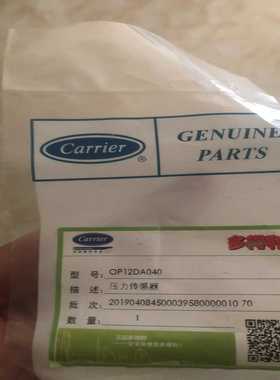 Carrier
®
GENUINE
PARTS
Carrier
型 号: OP12DA040
描 述: 压力传感器
批 次: 20190408450003958000001070
数 量: 1